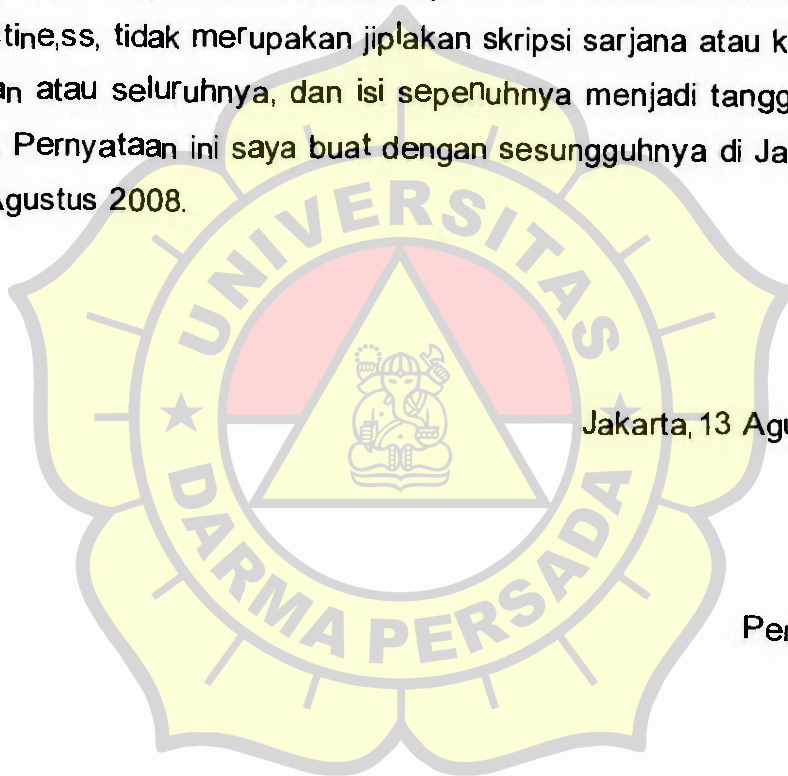 tine,ss, tidak merupakan jiplakan skripsi sarjana atau k
n atau seluruhnya, dan isi sepenuhnya menjadi tangg
Pernyataan ini saya buat dengan sesungguhnya di Ja
Agustus 2008.
UNIVERSITAS
Jakarta, 13 Agu
DARMA PERSADA
Per